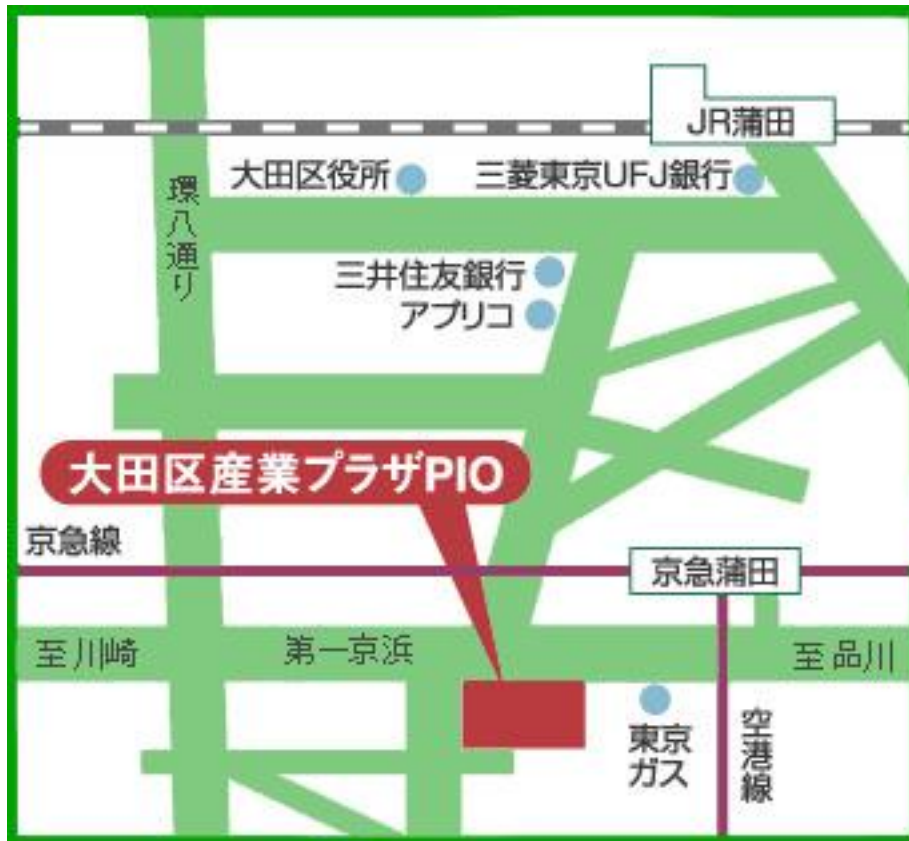 JR蒲田
大田区役所
三菱東京UFJ銀行
環八通り
三井住友銀行
アプリコ
大田区産業プラザPIO
京急線
京急蒲田
至川崎
第一京浜
至品川
東京
ガス
空港線